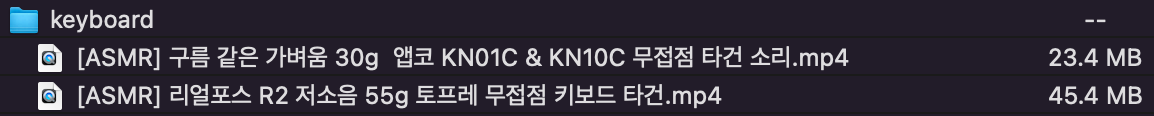 keyboard --
[ASMR] 구름 같은 가벼움 30g  앱코 KN01C & KN10C 무접점 타건 소리.mp4 23.4 MB
[ASMR] 리얼포스 R2 저소음 55g 토프레 무접점 키보드 타건.mp4 45.4 MB